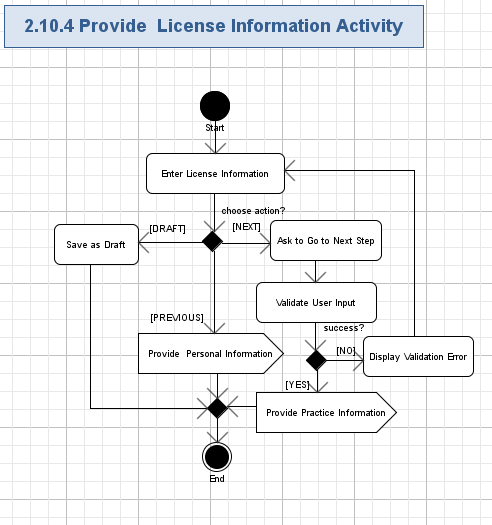 2.10.4 Provide License Information Activity
Start
Enter License Information
choose action?
[DRAFT]
[NEXT]
Save as Draft
Ask to Go to Next Step
Validate User Input
[PREVIOUS]
success?
[NO]
Provide Personal Information
Display Validation Error
[YES]
Provide Practice Information
End